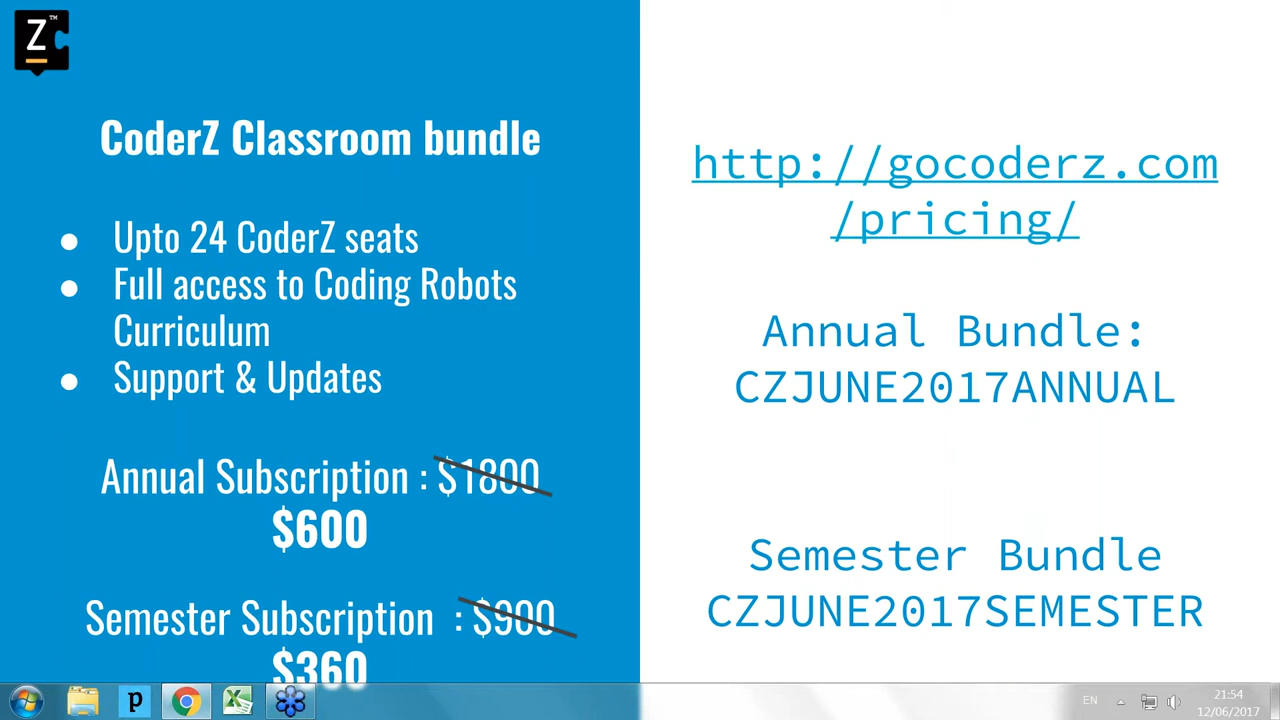 Z™
CoderZ Classroom bundle
● Upto 24 CoderZ seats
● Full access to Coding Robots
Curriculum
● Support & Updates
Annual Subscription : $1800
$600
Semester Subscription : $900
$360
http://gocoderz.com
/pricing/
Annual Bundle:
CZJUNE2017ANNUAL
Semester Bundle
CZJUNE2017SEMESTER
p
EN
21:54
12/06/2017